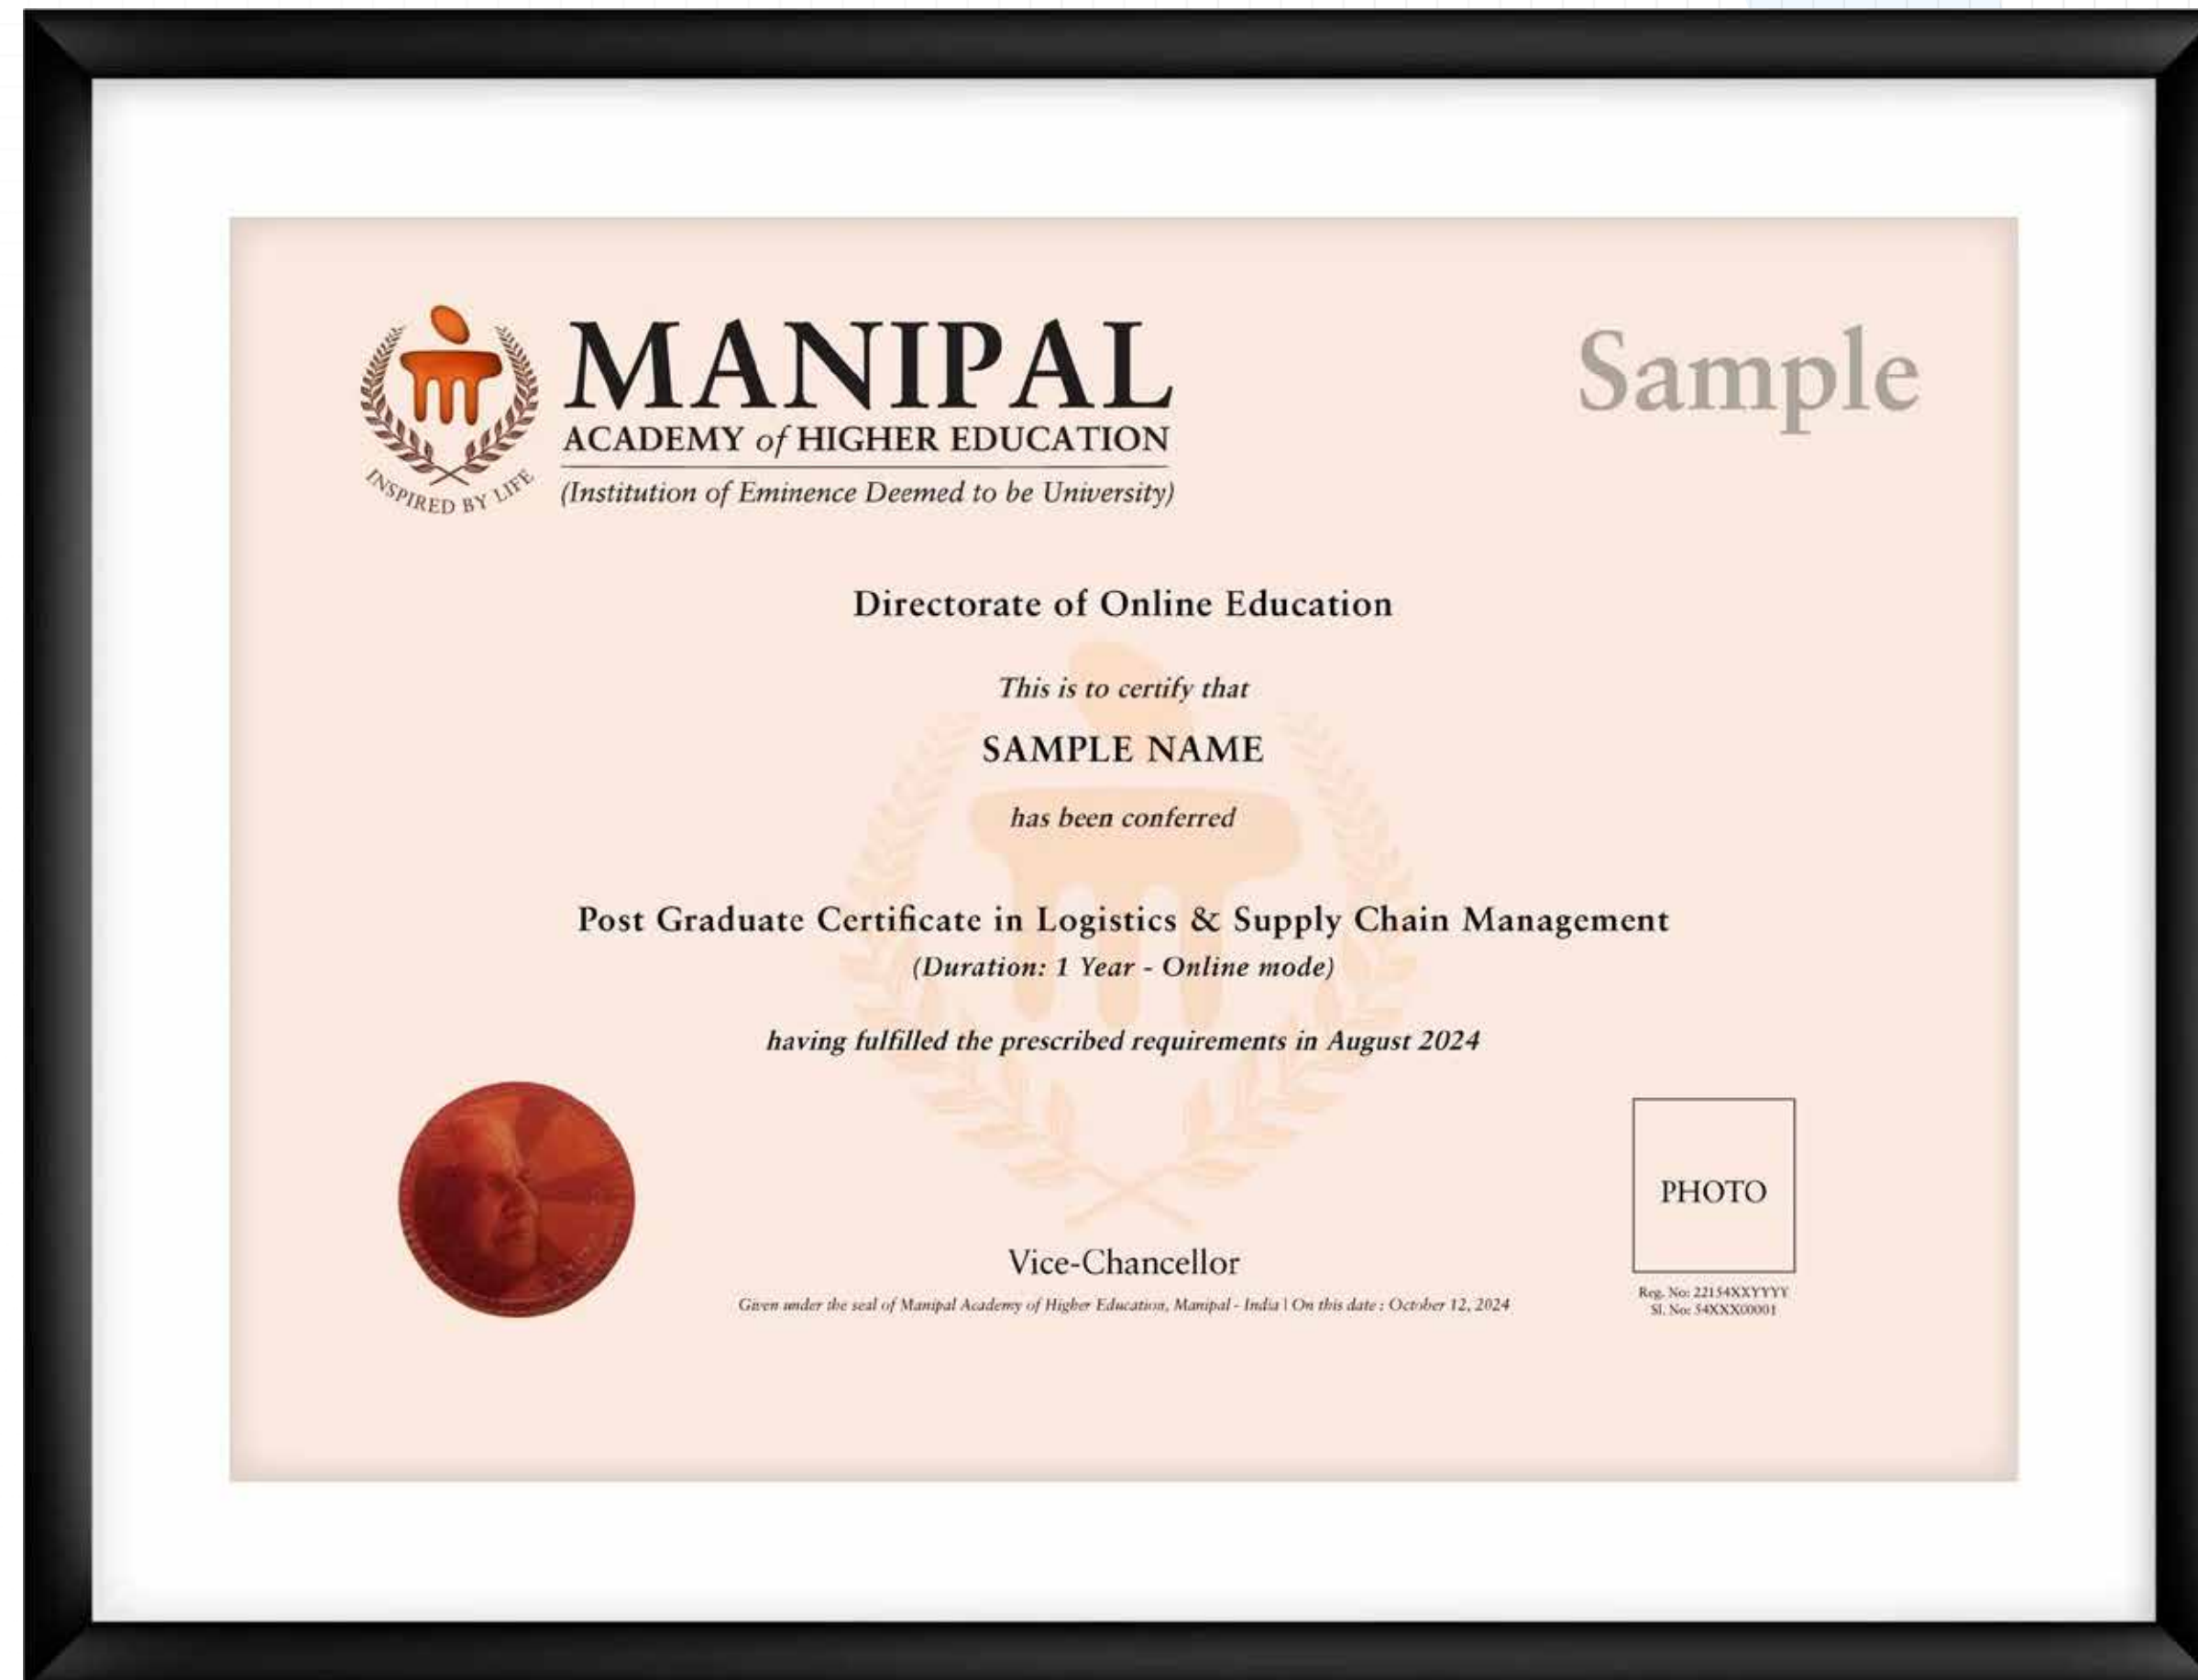 MANIPAL
ACADEMY of HIGHER EDUCATION
(Institution of Eminence Deemed to be University)
INSPIRED BY LIFE
Sample
Directorate of Online Education
This is to certify that
SAMPLE NAME
has been conferred
Post Graduate Certificate in Logistics & Supply Chain Management
(Duration: 1 Year - Online mode)
having fulfilled the prescribed requirements in August 2024
PHOTO
Vice-Chancellor
Given under the seal of Manipal Academy of Higher Education, Manipal - India | On this date : October 12, 2024
Reg. No: 22154XXYYYY
Sl. No: 54XXX00001